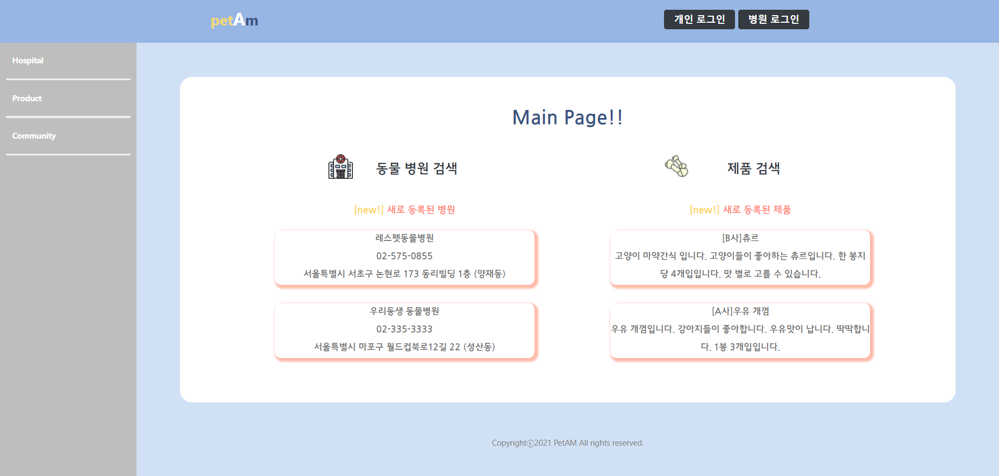 petAm
개인 로그인
병원 로그인
Hospital
Product
Community
Main Page!!
동물 병원 검색
[new!] 새로 등록된 병원
레스펫동물병원
02-575-0855
서울특별시 서초구 논현로 173 동리빌딩 1층 (양재동)
우리동생 동물병원
02-335-3333
서울특별시 마포구 월드컵북로12길 22 (성산동)
제품 검색
[new!] 새로 등록된 제품
[B사]츄르
고양이 마약간식 입니다. 고양이들이 좋아하는 츄르입니다. 한 봉지
당 4개입입니다. 맛 별로 고를 수 있습니다.
[A사]우유 개껌
우유 개껌입니다. 강아지들이 좋아합니다. 우유맛이 납니다. 딱딱합니
다. 1봉 3개입입니다.
Copyrightⓒ2021 PetAM All rights reserved.